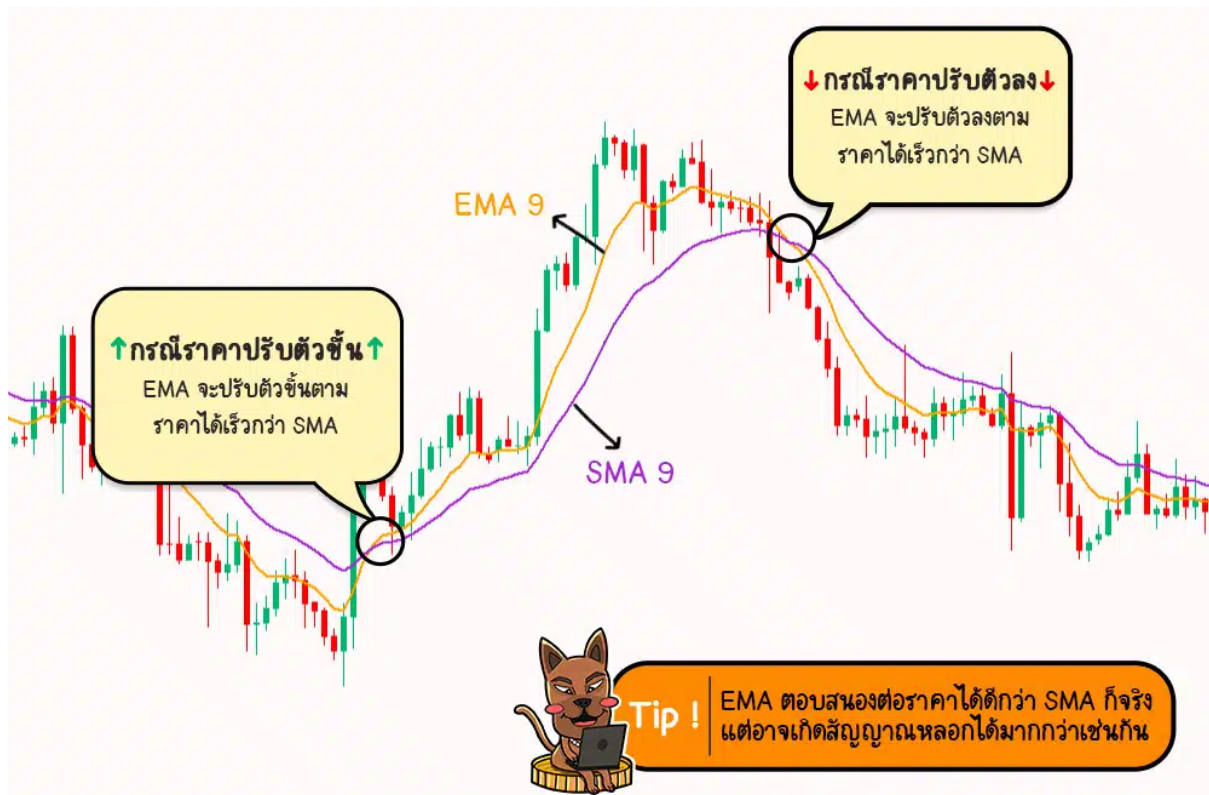 ↓กรณีราคาปรับตัวลง↓
EMA จะปรับตัวลงตาม
ราคาได้เร็วกว่า SMA
EMA 9
↑กรณีราคาปรับตัวขึ้น↑
EMA จะปรับตัวขึ้นตาม
ราคาได้เร็วกว่า SMA
SMA 9
Tip !
EMA ตอบสนองต่อราคาได้ดีกว่า SMA ก็จริง
แต่อาจเกิดสัญญาณหลอกได้มากกว่าเช่นกัน